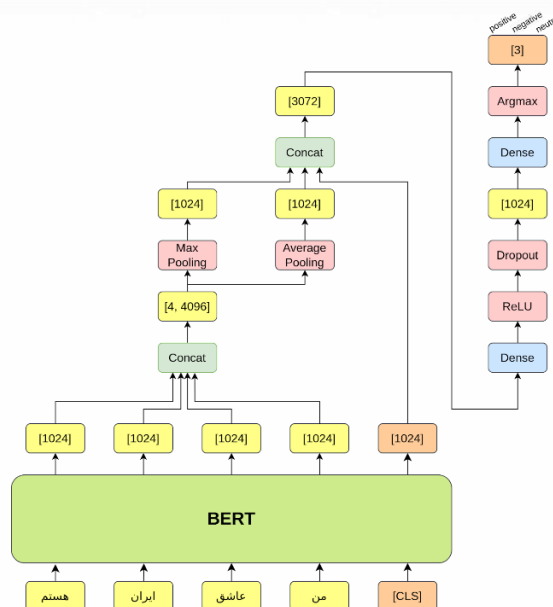 positive
negative
[3]
[3072]
Argmax
Concat
Dense
[1024]
[1024]
[1024]
Max
Pooling
Average
Pooling
Dropout
[4, 4096]
ReLU
Concat
Dense
[1024]
[1024]
[1024]
[1024]
[1024]
BERT
هستم
ایران
عاشق
من
[CLS]